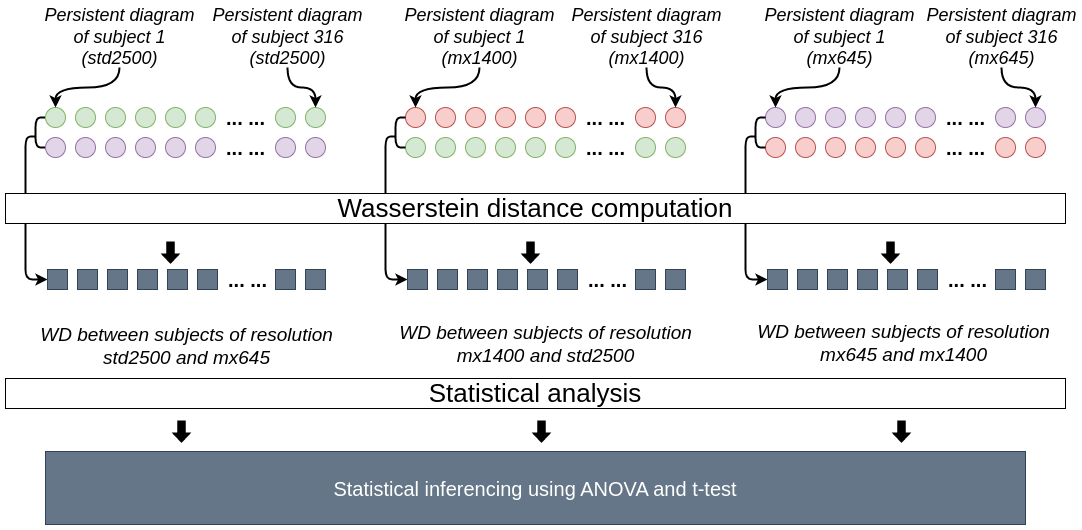 Persistent diagram
of subject 1
(std2500)
Persistent diagram
of subject 316
(std2500)
Persistent diagram
of subject 1
(mx1400)
Persistent diagram
of subject 316
(mx1400)
Persistent diagram
of subject 1
(mx645)
Persistent diagram
of subject 316
(mx645)
... ...
... ...
... ...
... ...
... ...
... ...
Wasserstein distance computation
... ...
... ...
... ...
WD between subjects of resolution
std2500 and mx645
WD between subjects of resolution
mx1400 and std2500
WD between subjects of resolution
mx645 and mx1400
Statistical analysis
Statistical inferencing using ANOVA and t-test